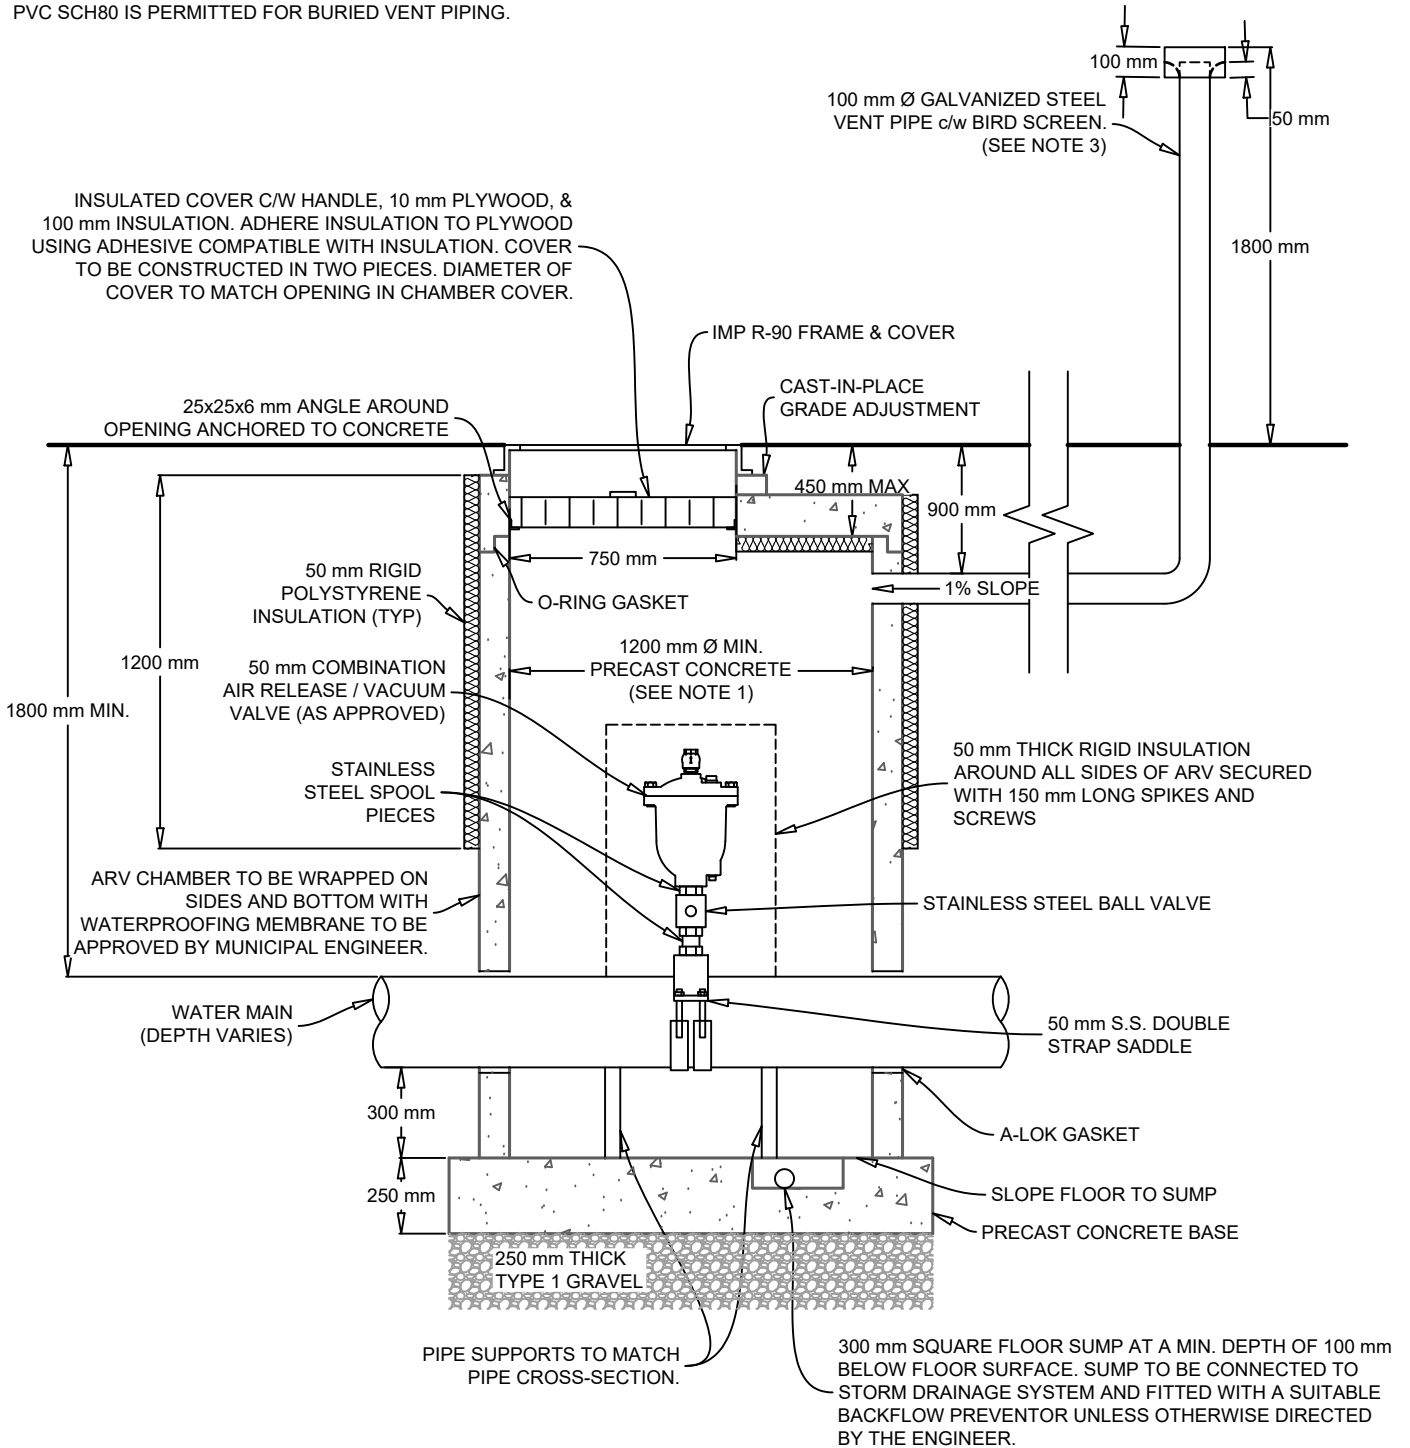 PVC SCH80 IS PERMITTED FOR BURIED VENT PIPING.
100 mm
50 mm
100 mm Ø GALVANIZED STEEL
VENT PIPE c/w BIRD SCREEN.
(SEE NOTE 3)
1800 mm
INSULATED COVER C/W HANDLE, 10 mm PLYWOOD, &
100 mm INSULATION. ADHERE INSULATION TO PLYWOOD
USING ADHESIVE COMPATIBLE WITH INSULATION. COVER
TO BE CONSTRUCTED IN TWO PIECES. DIAMETER OF
COVER TO MATCH OPENING IN CHAMBER COVER.
IMP R-90 FRAME & COVER
CAST-IN-PLACE
GRADE ADJUSTMENT
25x25x6 mm ANGLE AROUND
OPENING ANCHORED TO CONCRETE
450 mm MAX
900 mm
750 mm
1% SLOPE
50 mm RIGID
POLYSTYRENE
INSULATION (TYP)
O-RING GASKET
1200 mm
1200 mm Ø MIN.
PRECAST CONCRETE
(SEE NOTE 1)
50 mm COMBINATION
AIR RELEASE / VACUUM
VALVE (AS APPROVED)
1800 mm MIN.
STAINLESS
STEEL SPOOL
PIECES
50 mm THICK RIGID INSULATION
AROUND ALL SIDES OF ARV SECURED
WITH 150 mm LONG SPIKES AND
SCREWS
ARV CHAMBER TO BE WRAPPED ON
SIDES AND BOTTOM WITH
WATERPROOFING MEMBRANE TO BE
APPROVED BY MUNICIPAL ENGINEER.
STAINLESS STEEL BALL VALVE
WATER MAIN
(DEPTH VARIES)
50 mm S.S. DOUBLE
STRAP SADDLE
300 mm
A-LOK GASKET
250 mm
SLOPE FLOOR TO SUMP
PRECAST CONCRETE BASE
250 mm THICK
TYPE 1 GRAVEL
PIPE SUPPORTS TO MATCH
PIPE CROSS-SECTION.
300 mm SQUARE FLOOR SUMP AT A MIN. DEPTH OF 100 mm
BELOW FLOOR SURFACE. SUMP TO BE CONNECTED TO
STORM DRAINAGE SYSTEM AND FITTED WITH A SUITABLE
BACKFLOW PREVENTOR UNLESS OTHERWISE DIRECTED
BY THE ENGINEER.